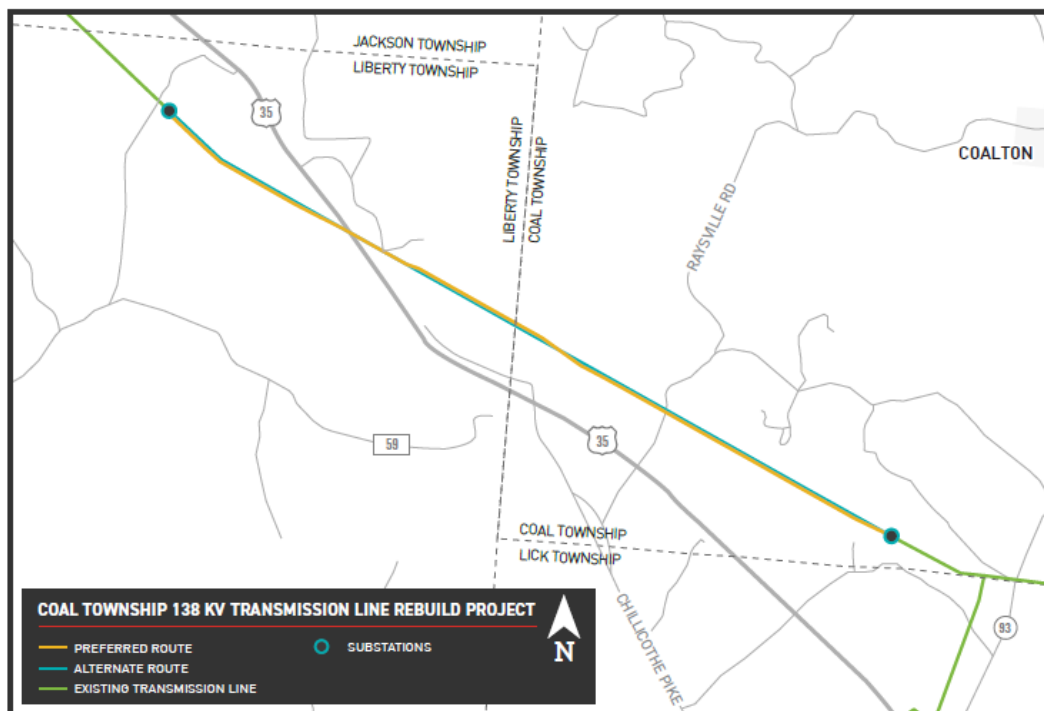 JACKSON TOWNSHIP
LIBERTY TOWNSHIP
35
LIBERTY TOWNSHIP
COAL TOWNSHIP
COALTON
RAYSVILLE RD
59
35
COAL TOWNSHIP
LICK TOWNSHIP
CHILLICOTHE PIKE
93
COAL TOWNSHIP 138 KV TRANSMISSION LINE REBUILD PROJECT
PREFERRED ROUTE
ALTERNATE ROUTE
EXISTING TRANSMISSION LINE
SUBSTATIONS
N